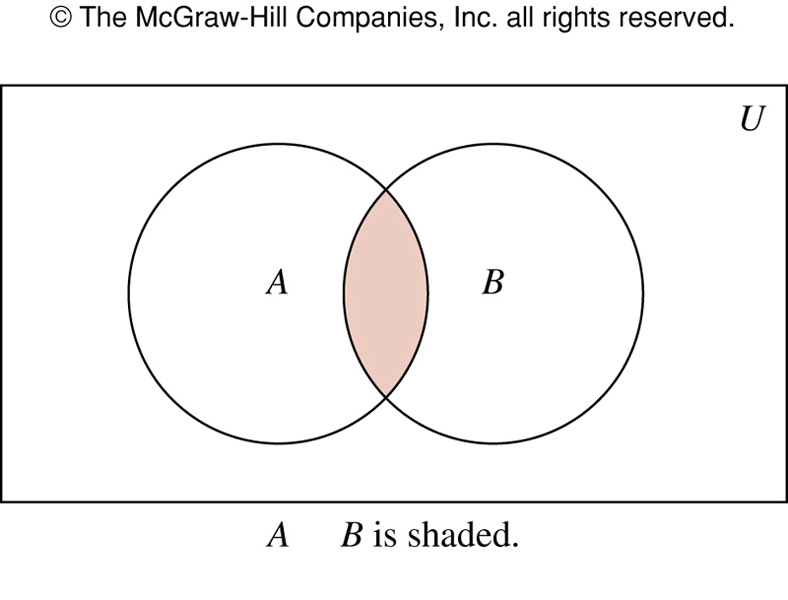 © The McGraw-Hill Companies, Inc. all rights reserved.
U
A B
A B is shaded.